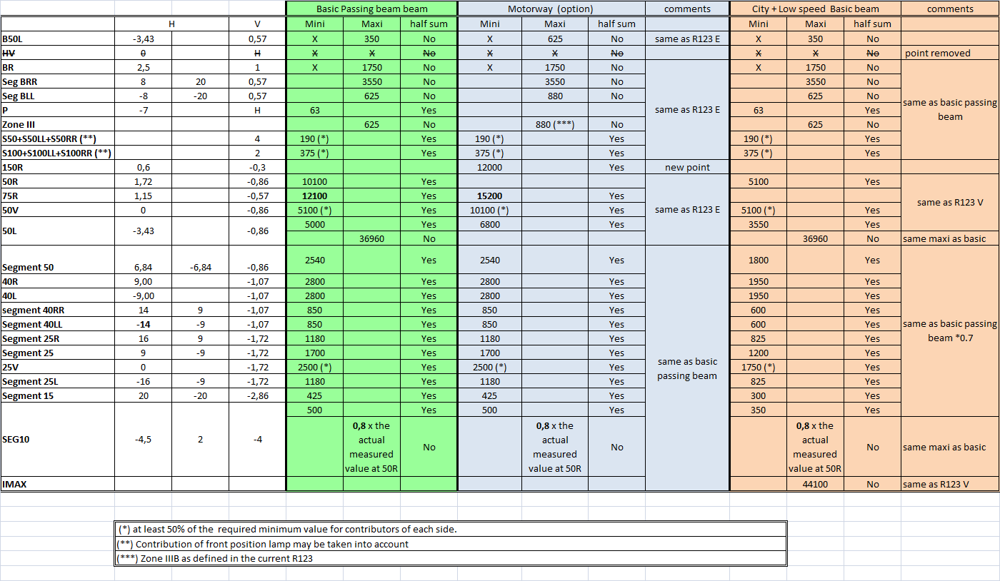 Basic Passing beam beam Motorway (option) comments City + Low speed Basic beam comments
H V Mini Maxi half sum Mini Maxi half sum Mini Maxi half sum
B50L -3,43 0,57 X 350 No X 625 No same as R123 E X 350 No
HV 0 H X X No X X No X X No point removed
BR 2,5 1 X 1750 No X 1750 No X 1750 No
Seg BRR 8 20 0,57 3550 No 3550 No 3550 No
Seg BLL -8 -20 0,57 625 No 880 No 625 No
same as basic passing
beam
P -7 H 63 Yes same as R123 E 63 Yes
Zone III 625 No 880 (***) No 625 No
S50+S50LL+S50RR (**) 4 190 (*) Yes 190 (*) Yes 190 (*) Yes
S100+S100LL+S100RR (**) 2 375 (*) Yes 375 (*) Yes 375 (*) Yes
150R 0,6 -0,3 12000 Yes new point
50R 1,72 -0,86 10100 Yes 5100 Yes
75R 1,15 -0,57 12100 Yes 15200 Yes
same as R123 V
50V 0 -0,86 5100 (*) Yes 10100 (*) Yes same as R123 E 5100 (*) Yes
50L -3,43 -0,86 5000 Yes 6800 Yes 3550 Yes
36960 No 36960 No same maxi as basic
Segment 50 6,84 -6,84 -0,86 2540 Yes 2540 Yes 1800 Yes
40R 9,00 -1,07 2800 Yes 2800 Yes 1950 Yes
40L -9,00 -1,07 2800 Yes 2800 Yes 1950 Yes
segment 40RR 14 9 -1,07 850 Yes 850 Yes 600 Yes
Segment 40LL -14 -9 -1,07 850 Yes 850 Yes 600 Yes same as basic passing
Segment 25R 16 9 -1,72 1180 Yes 1180 Yes 825 Yes beam *0.7
Segment 25 9 -9 -1,72 1700 Yes 1700 Yes 1200 Yes
same as basic
passing beam
25V 0 -1,72 2500 (*) Yes 2500 (*) Yes 1750 (*) Yes
Segment 25L -16 -9 -1,72 1180 Yes 1180 Yes 825 Yes
Segment 15 20 -20 -2,86 425 Yes 425 Yes 300 Yes
500 Yes 500 Yes 350 Yes
SEG10 -4,5 2 -4
0,8 x the 0,8 x the 0,8 x the
actual actual actual
No No No same maxi as basic
measured measured measured
value at 50R value at 50R value at 50R
IMAX 44100 No same as R123 V
(*) at least 50% of the required minimum value for contributors of each side.
(**) Contribution of front position lamp may be taken into account
(***) Zone IIIB as defined in the current R123